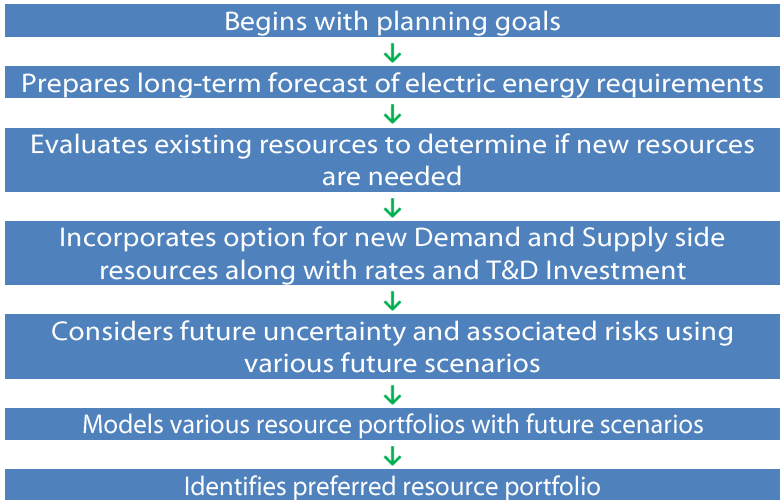 Begins with planning goals
Prepares long-term forecast of electric energy requirements
Evaluates existing resources to determine if new resources
are needed
Incorporates option for new Demand and Supply side
resources along with rates and T&D Investment
Considers future uncertainty and associated risks using
various future scenarios
Models various resource portfolios with future scenarios
Identifies preferred resource portfolio